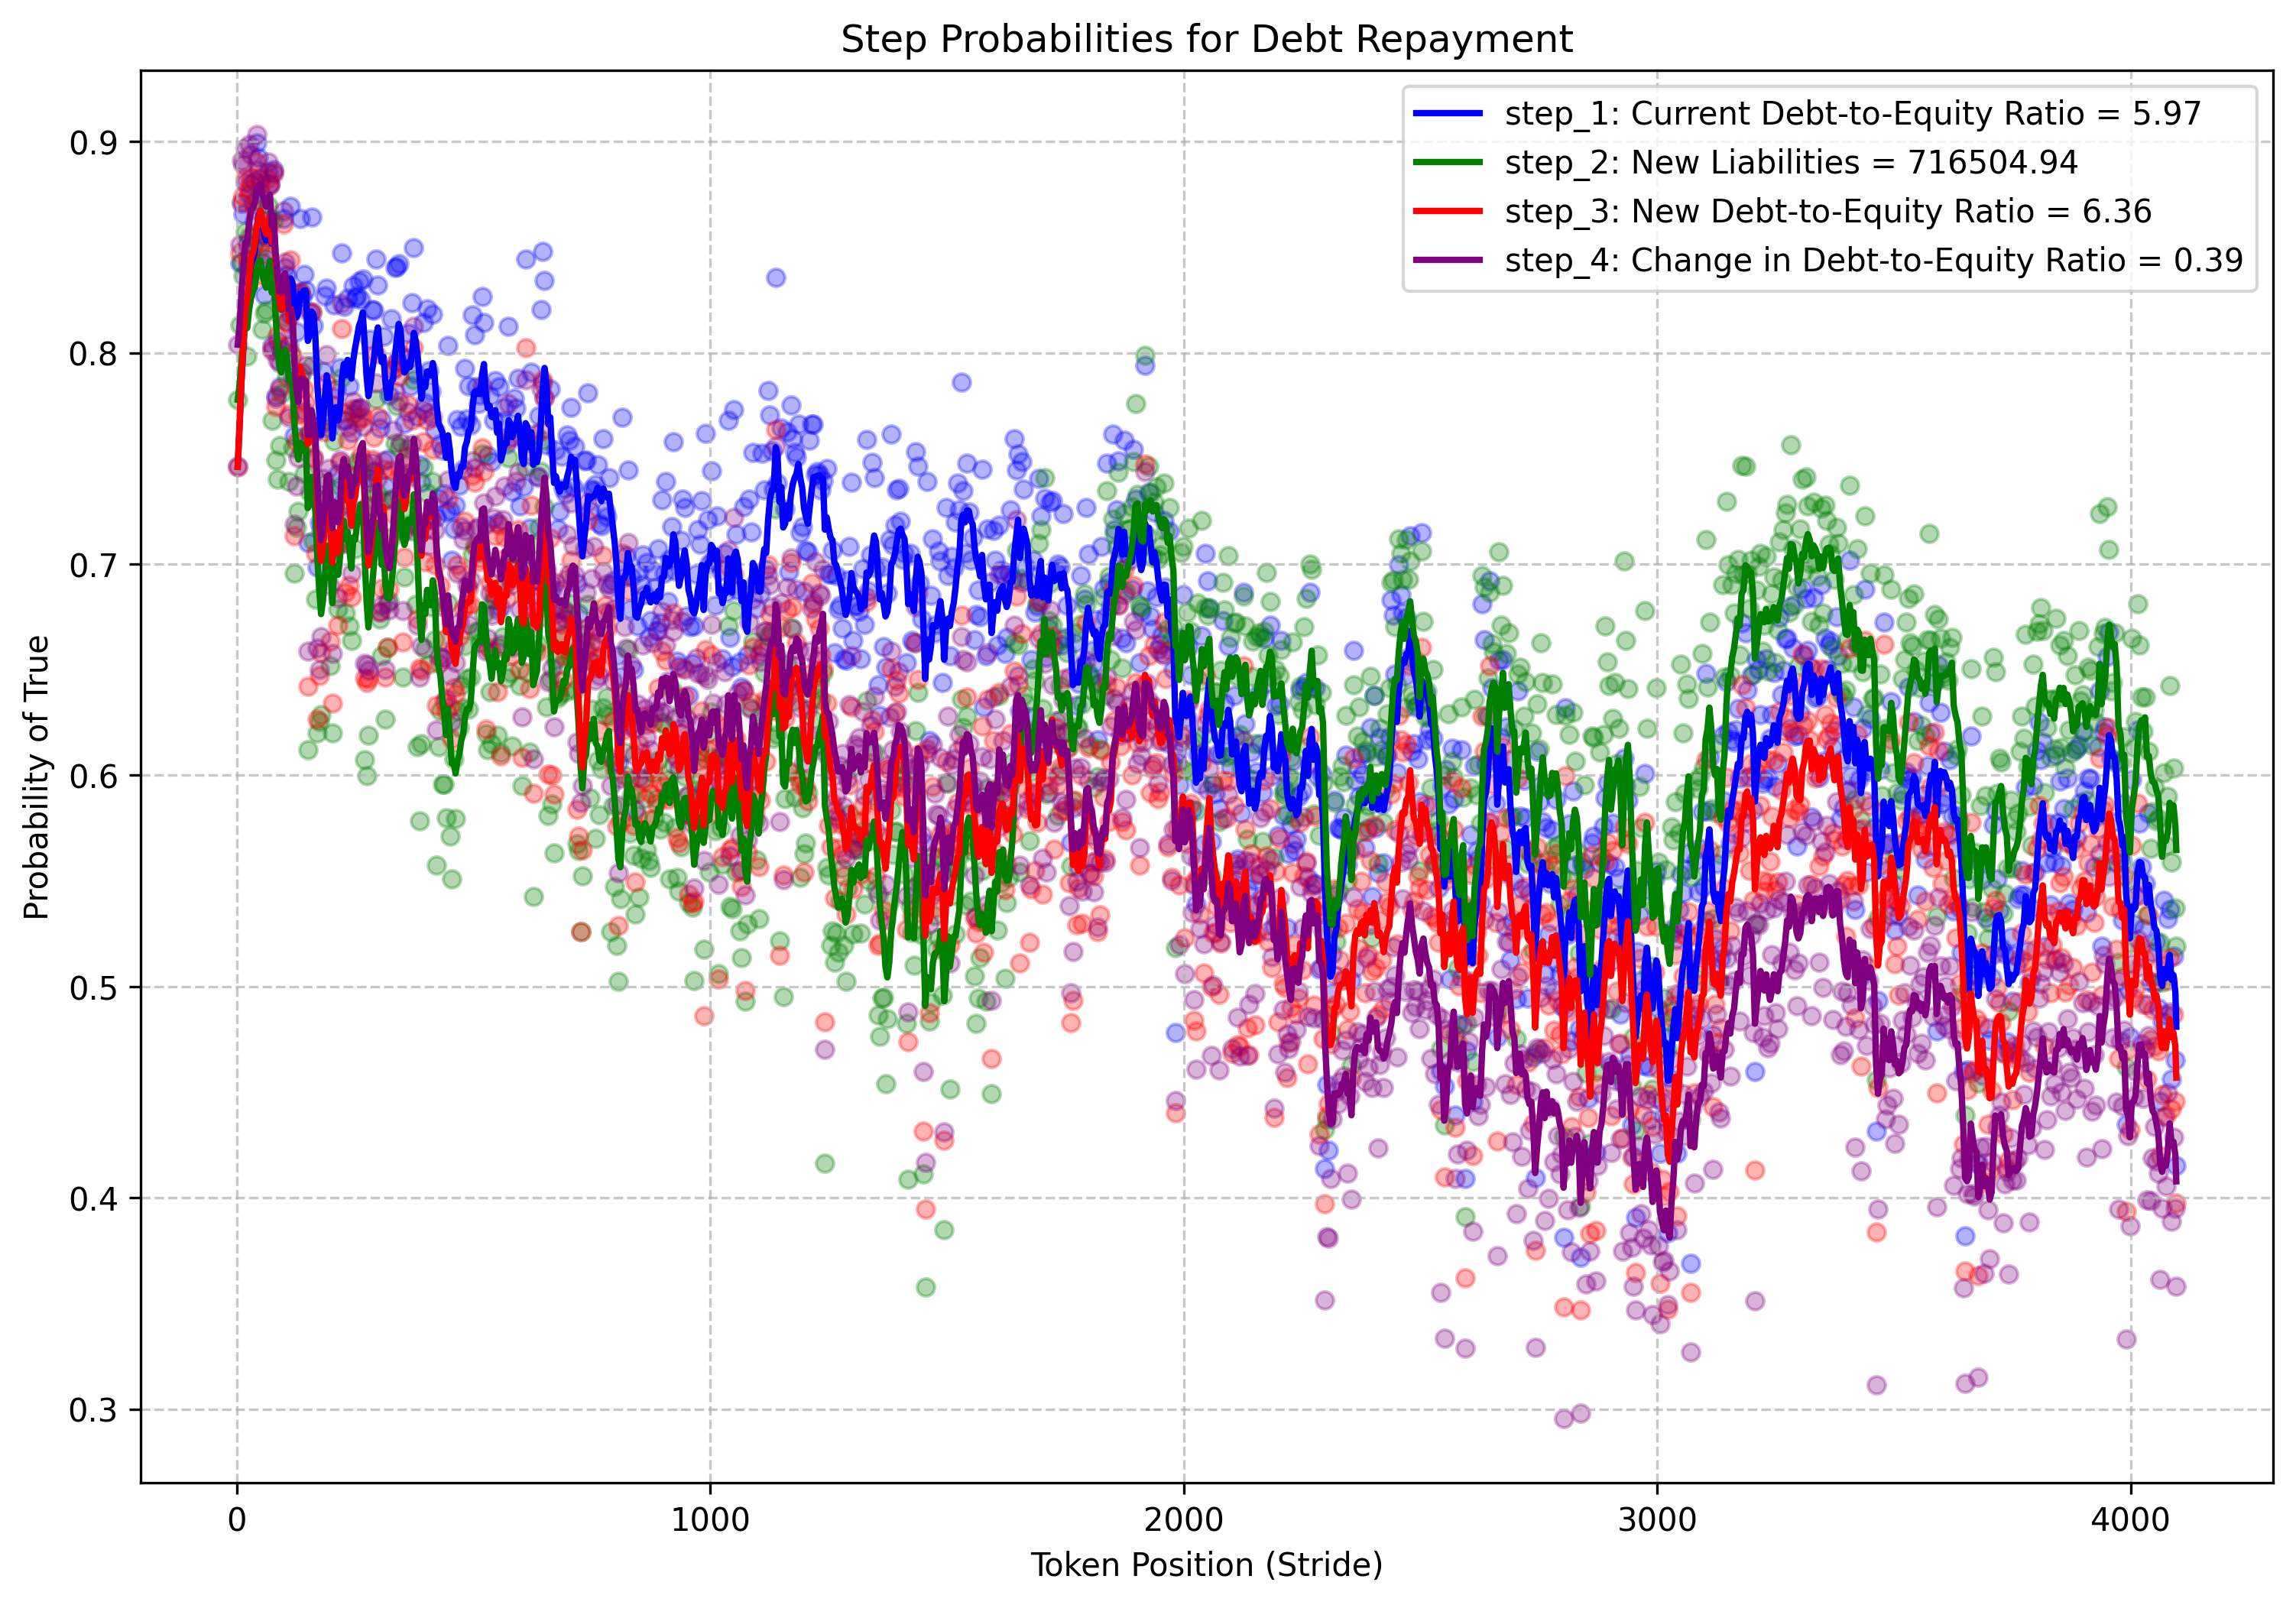 Step Probabilities for Debt Repayment
step_1: Current Debt-to-Equity Ratio = 5.97
step_2: New Liabilities = 716504.94
step_3: New Debt-to-Equity Ratio = 6.36
step_4: Change in Debt-to-Equity Ratio = 0.39
Probability of True
0.9
0.8
0.7
0.6
0.5
0.4
0.3
0
1000
2000
3000
4000
Token Position (Stride)